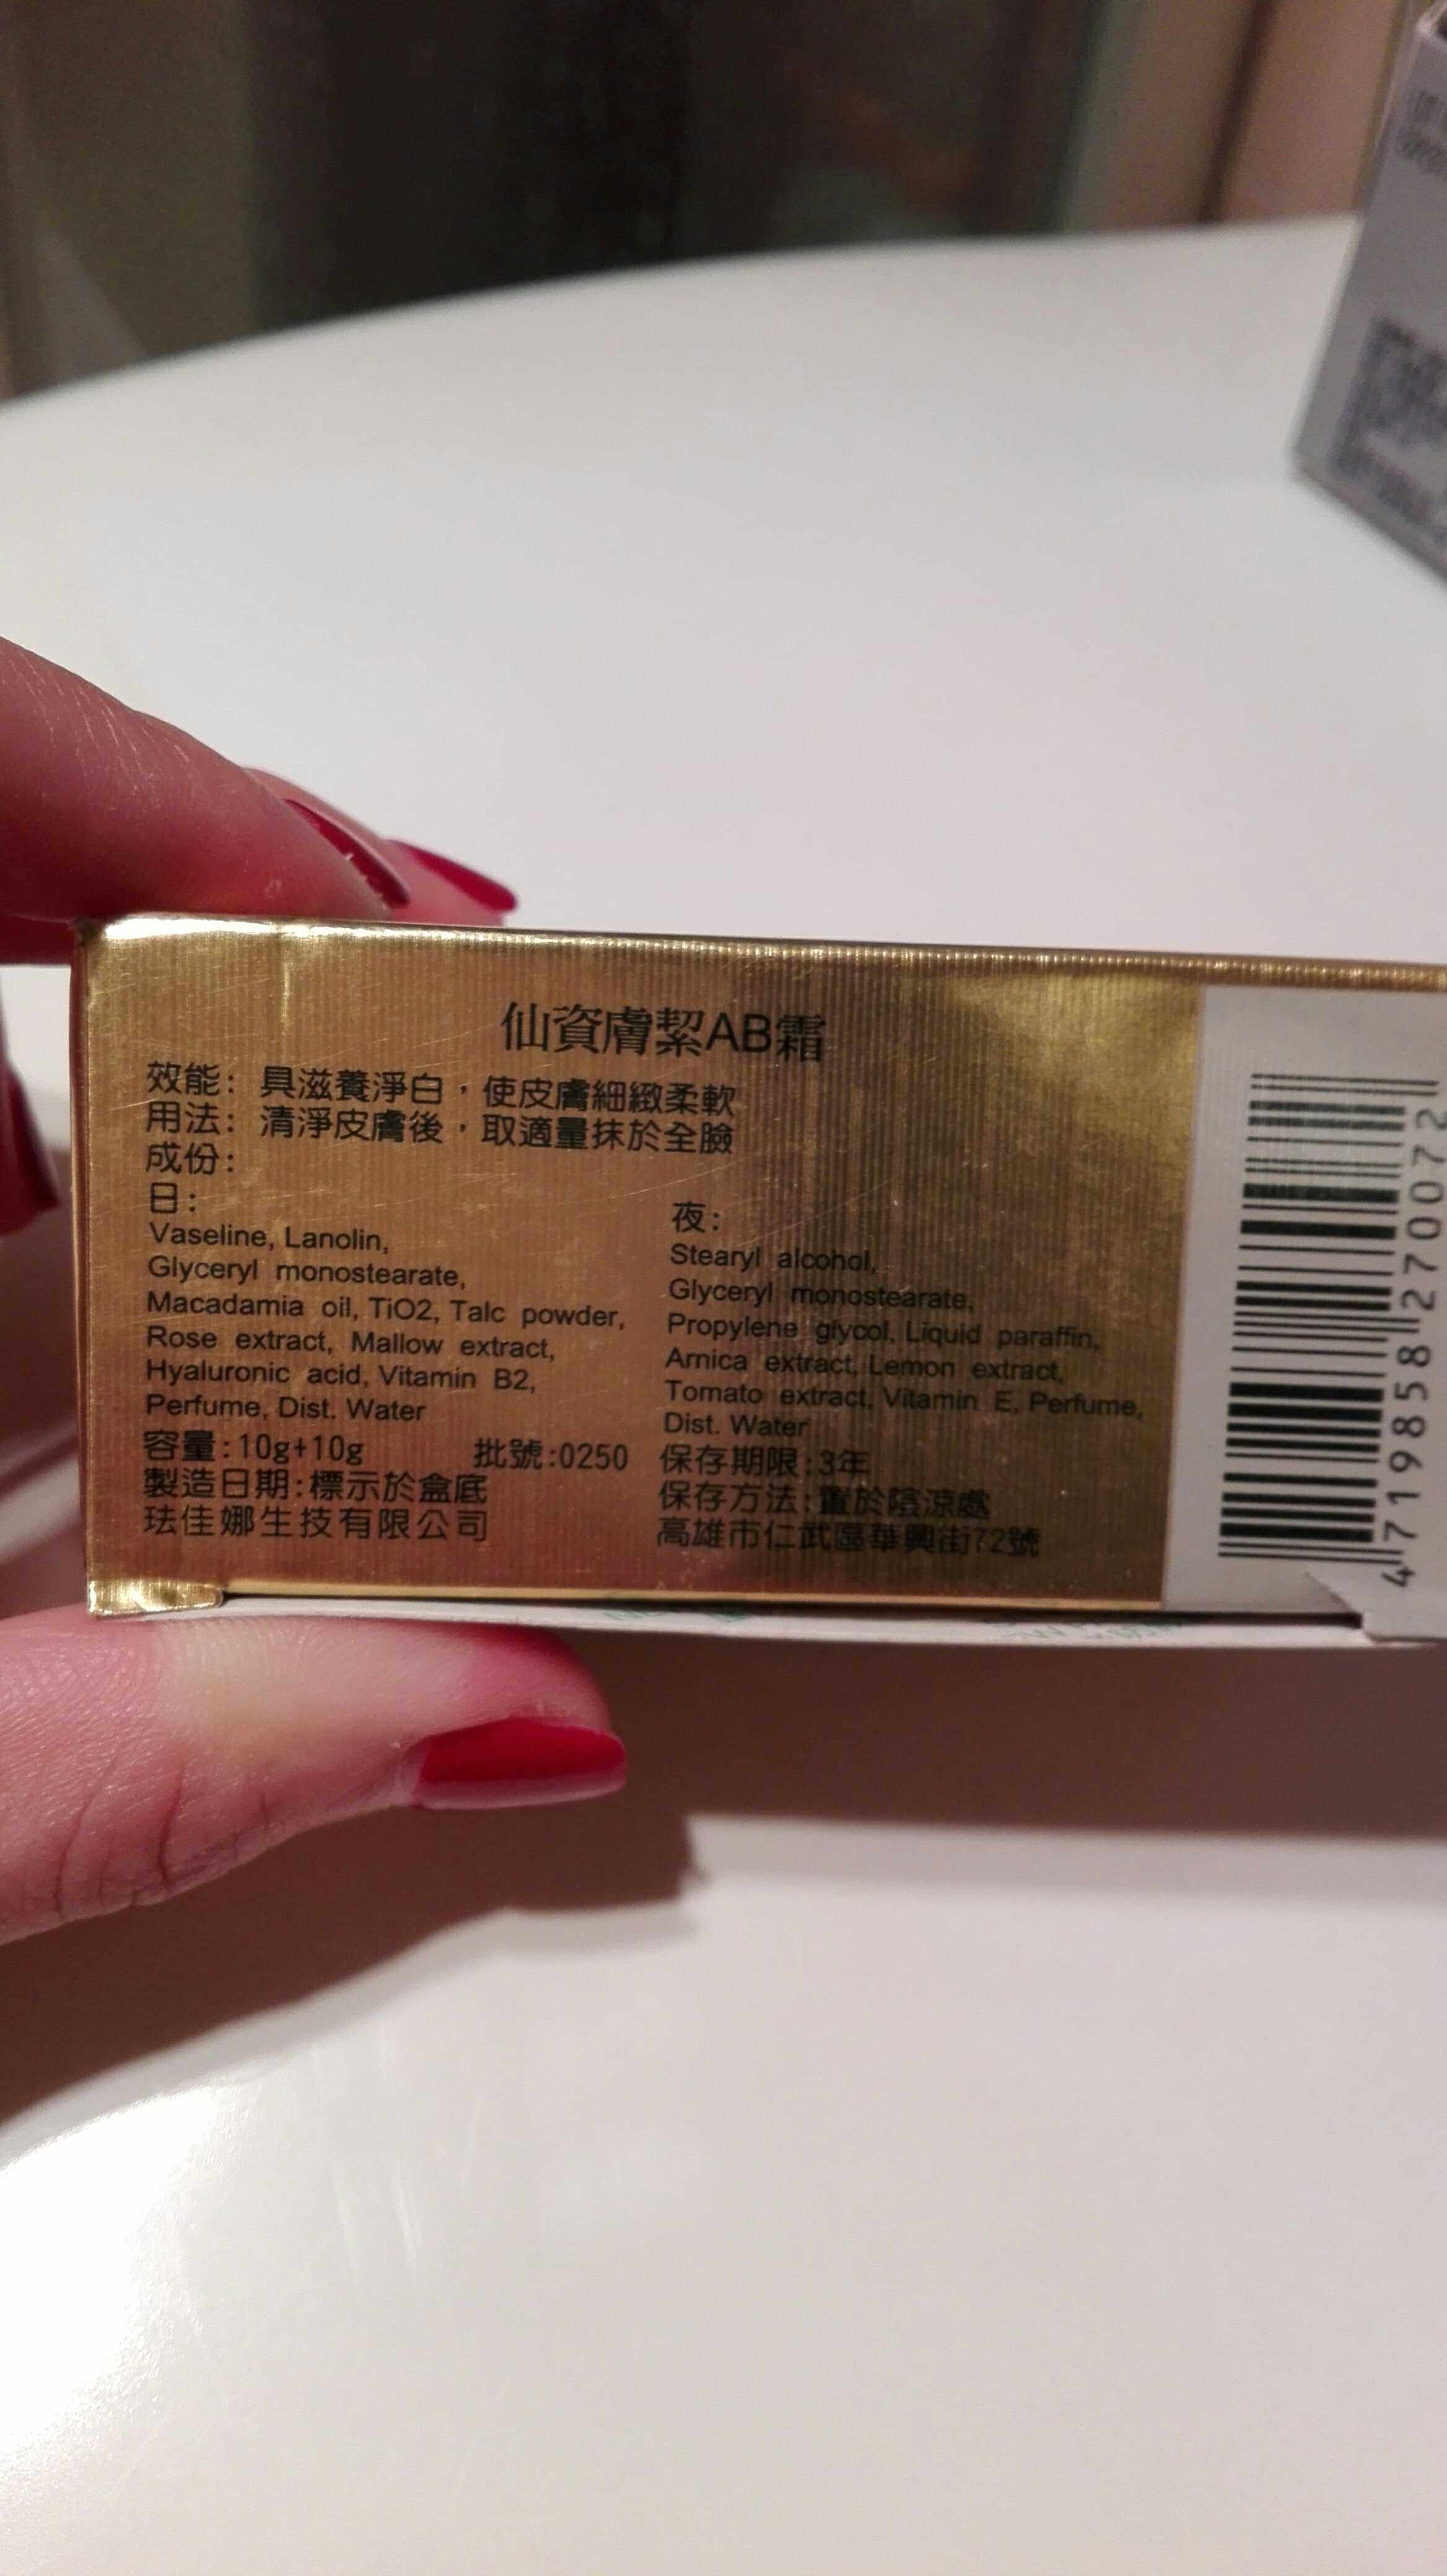 仙資膚絜AB霜
效能: 具滋養淨白，使皮膚細緻柔軟
用法: 清淨皮膚後，取適量抹於全臉
成份:
日:
Vaseline, Lanolin,
Glyceryl monostearate,
Macadamia oil, TiO2, Talc powder,
Rose extract, Mallow extract,
Hyaluronic acid, Vitamin B2,
Perfume, Dist. Water
容量:10g+10g 批號:0250
製造日期:標示於盒底
珐佳娜生技有限公司
夜:
Stearyl alcohol,
Glyceryl monostearate,
Propylene glycol, Liquid paraffin,
Arnica extract, Lemon extract,
Tomato extract, Vitamin E, Perfume,
Dist. Water
保存期限:3年
保存方法:置於陰涼處
高雄市仁武區華興街72號
4719858270072